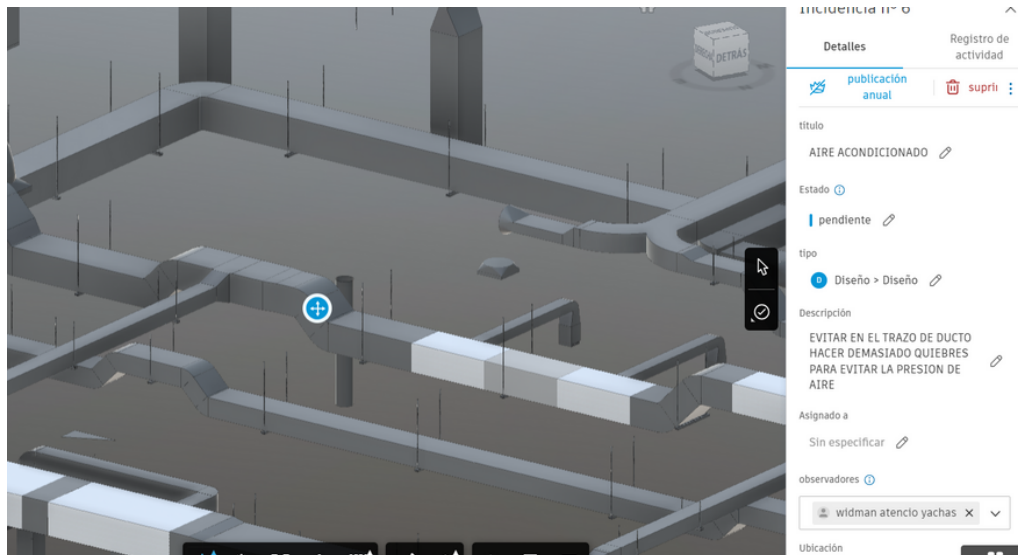 Incidencia nº 6
Detalles
Registro de
actividad
publicación
anual
suprir
título
AIRE ACONDICIONADO
Estado
pendiente
tipo
D
Diseño > Diseño
Descripción
EVITAR EN EL TRAZO DE DUCTO
HACER DEMASIADO QUIEBRES
PARA EVITAR LA PRESION DE
AIRE
Asignado a
Sin especificar
observadores
widman atencio yachas
Ubicación
DETRÁS